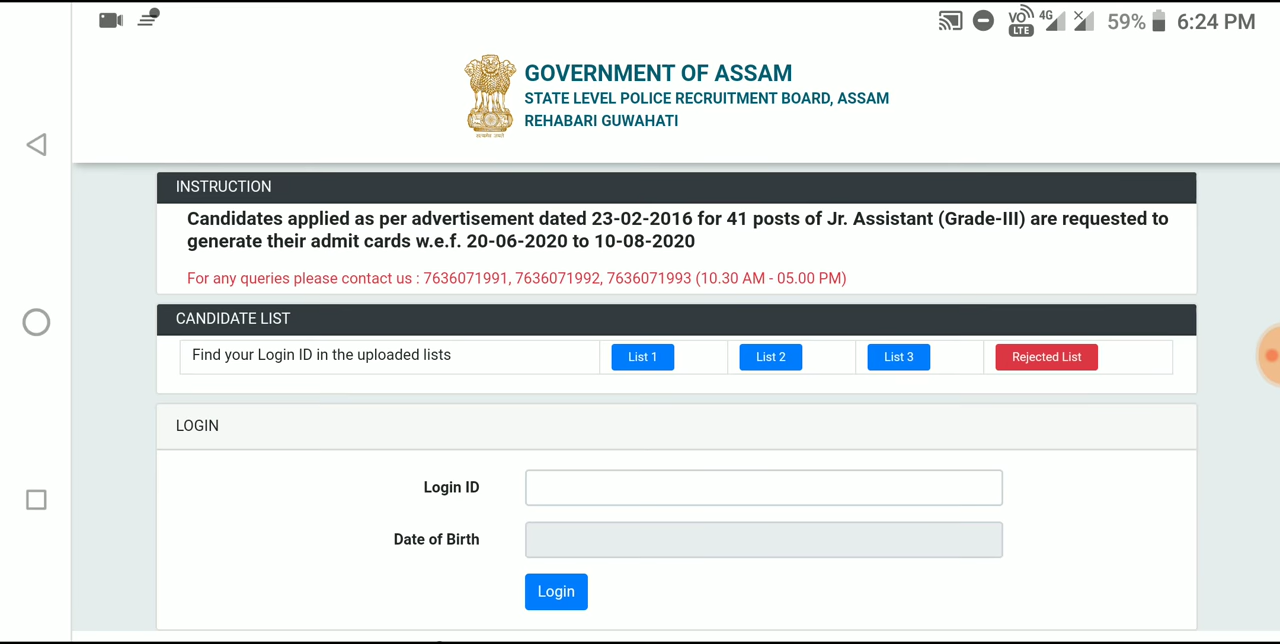 VO LTE 4G 59% 6:24 PM
GOVERNMENT OF ASSAM
STATE LEVEL POLICE RECRUITMENT BOARD, ASSAM
REHABARI GUWAHATI
INSTRUCTION
Candidates applied as per advertisement dated 23-02-2016 for 41 posts of Jr. Assistant (Grade-III) are requested to
generate their admit cards w.e.f. 20-06-2020 to 10-08-2020
For any queries please contact us : 7636071991, 7636071992, 7636071993 (10.30 AM - 05.00 PM)
CANDIDATE LIST
Find your Login ID in the uploaded lists List 1 List 2 List 3 Rejected List
LOGIN
Login ID
Date of Birth
Login